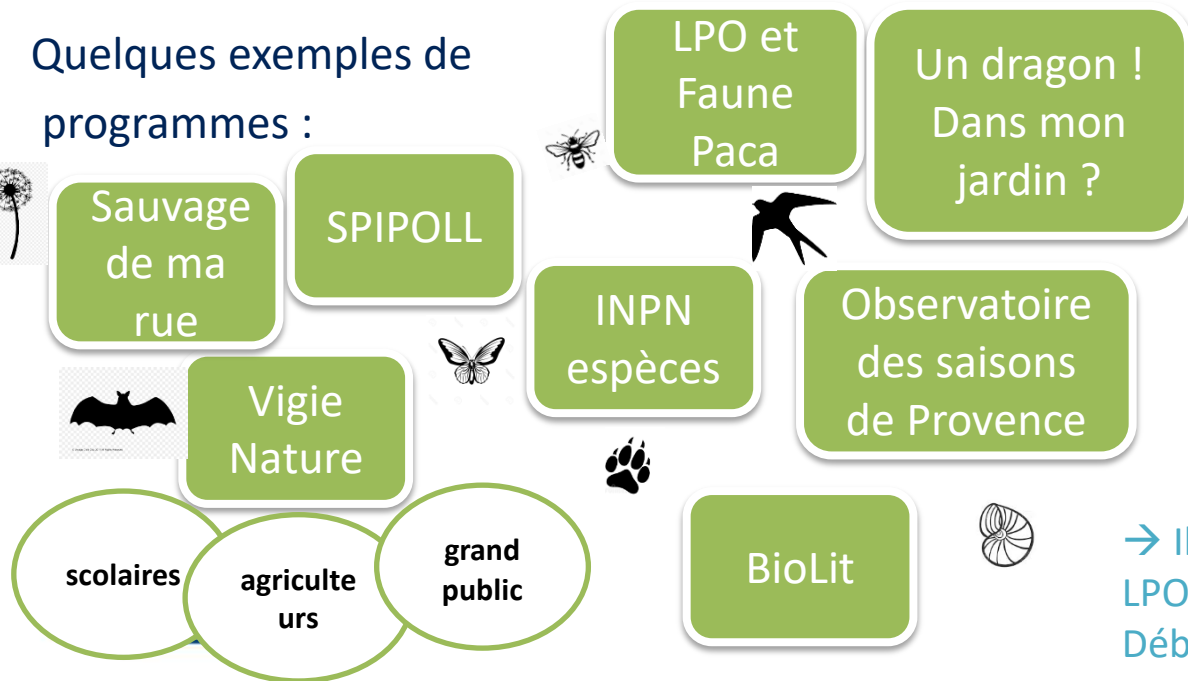 Quelques exemples de
programmes :
LPO et
Faune
Paca
Un dragon !
Dans mon
jardin ?
Sauvage
de ma
rue
SPIPOLL
INPN
espèces
Observatoire
des saisons
de Provence
Vigie
Nature
scolaires
agriculte
urs
grand
public
BioLit
LPO